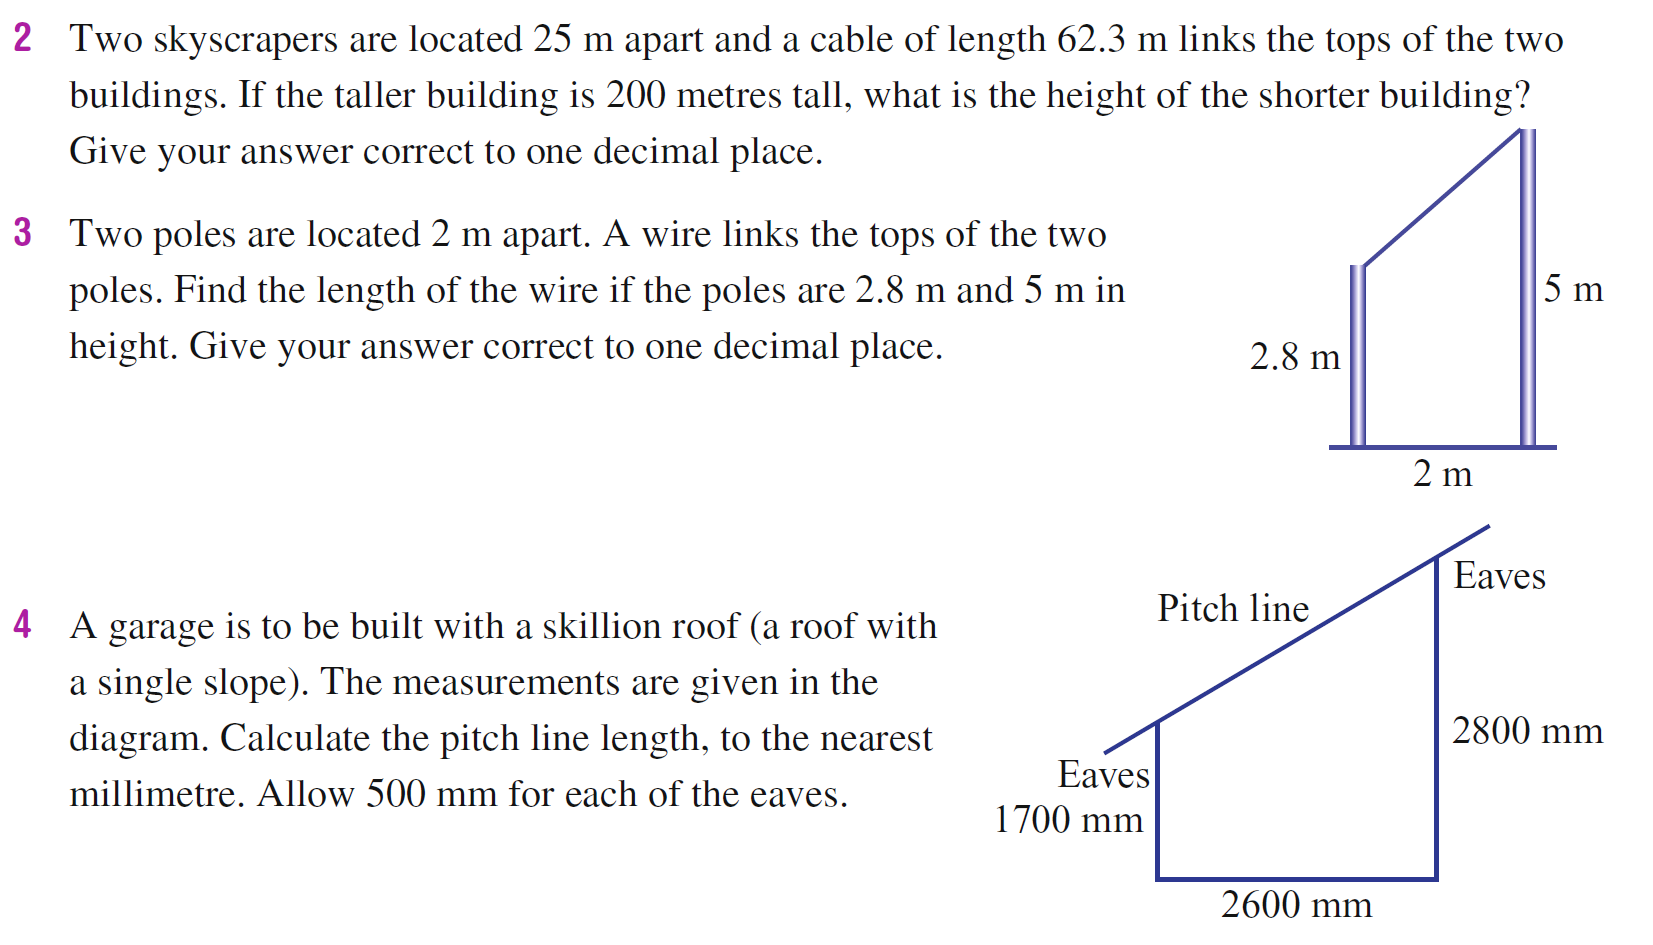 2 Two skyscrapers are located 25 m apart and a cable of length 62.3 m links the tops of the two
buildings. If the taller building is 200 metres tall, what is the height of the shorter building?
Give your answer correct to one decimal place.
3 Two poles are located 2 m apart. A wire links the tops of the two
poles. Find the length of the wire if the poles are 2.8 m and 5 m in
height. Give your answer correct to one decimal place.
5 m
2.8 m
2 m
4 A garage is to be built with a skillion roof (a roof with
a single slope). The measurements are given in the
diagram. Calculate the pitch line length, to the nearest
millimetre. Allow 500 mm for each of the eaves.
Eaves
Pitch line
2800 mm
Eaves
1700 mm
2600 mm